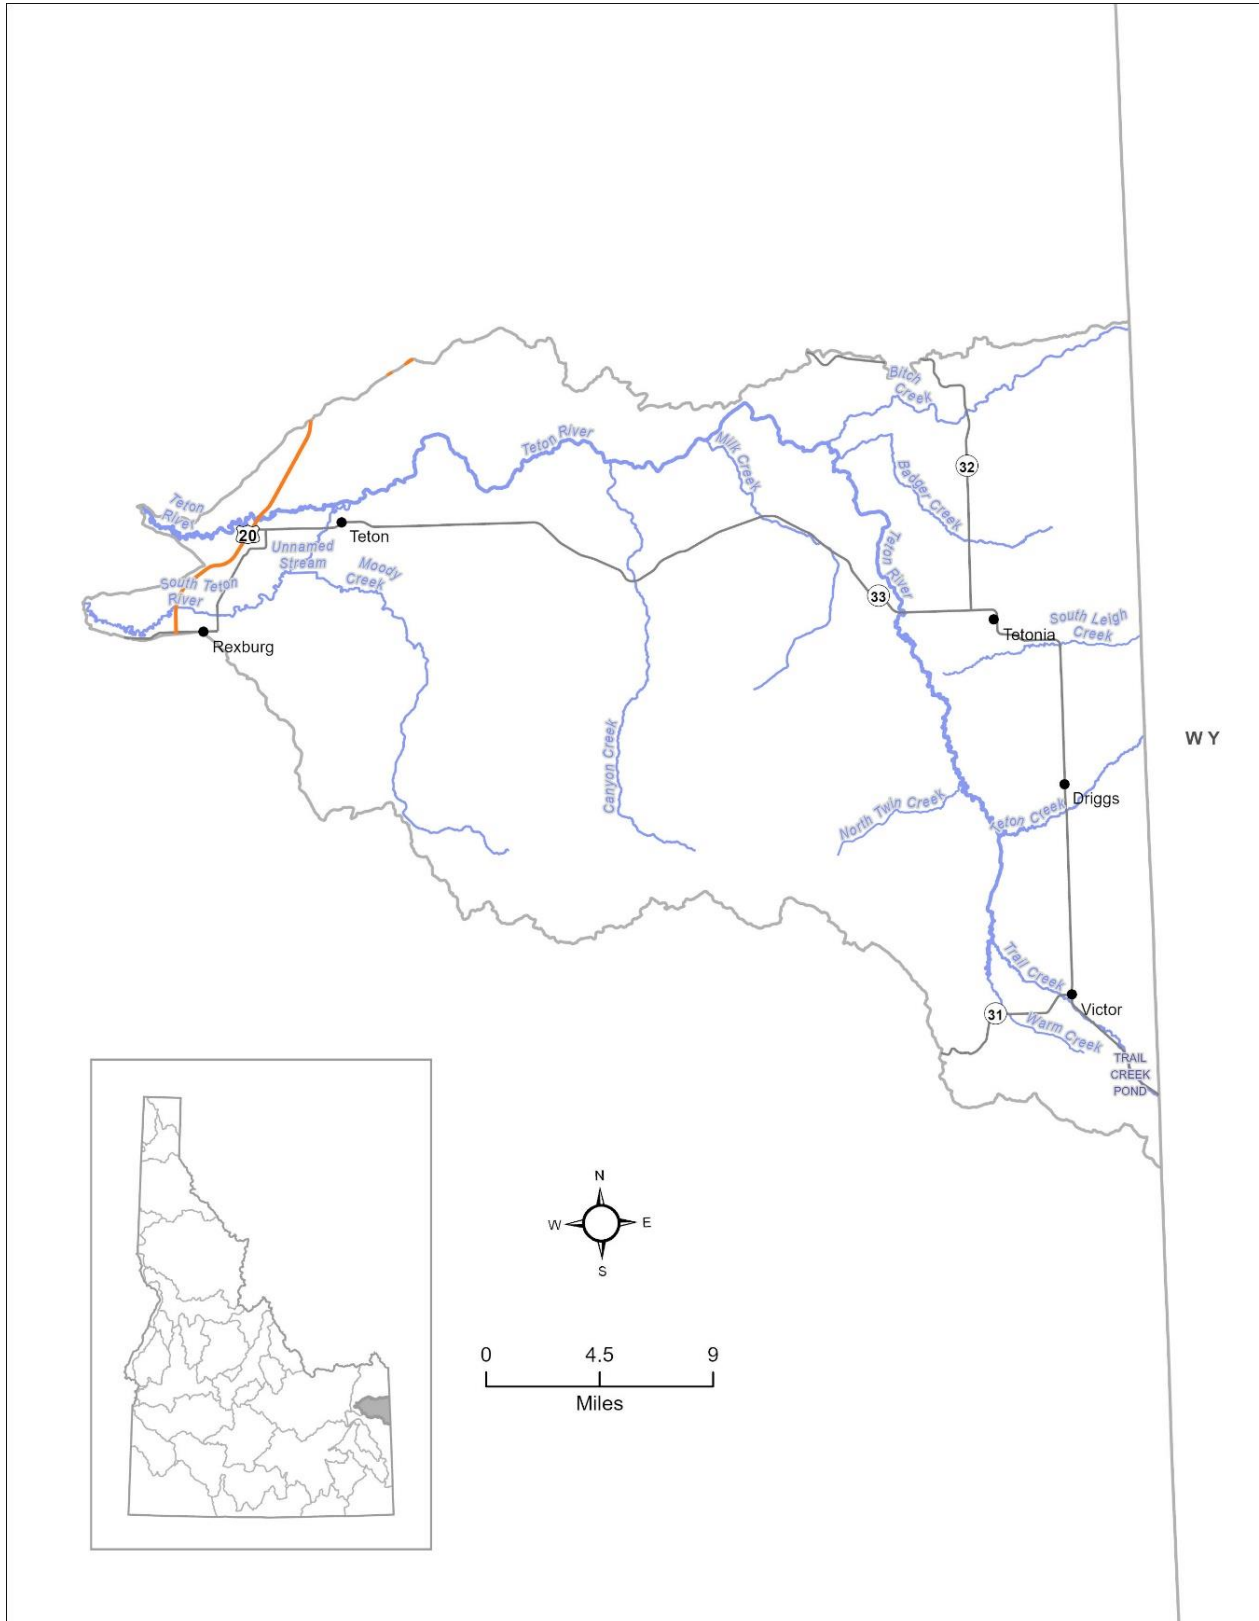 Bitch
Creek
Teton River
Milk Creek
32
Badger Creek
Teton
River
20
Teton
Unnamed
Stream
Moody
Creek
Teton River
South Teton
River
33
Rexburg
Tetonia
South Leigh
Creek
WY
Canyon Creek
North Twin Creek
Driggs
Teton Creek
Trail Creek
Victor
31
Warm Creek
TRAIL
CREEK
POND
N
W
E
S
0
4.5
9
Miles